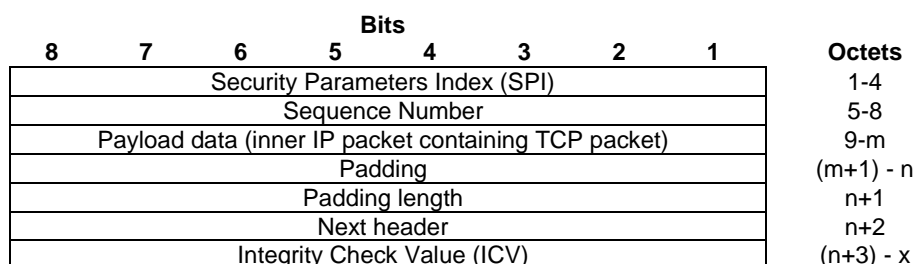 Bits
8 7 6 5 4 3 2 1 Octets
Security Parameters Index (SPI) 1-4
Sequence Number 5-8
Payload data (inner IP packet containing TCP packet) 9-m
Padding (m+1) - n
Padding length n+1
Next header n+2
Integrity Check Value (ICV) (n+3) - x